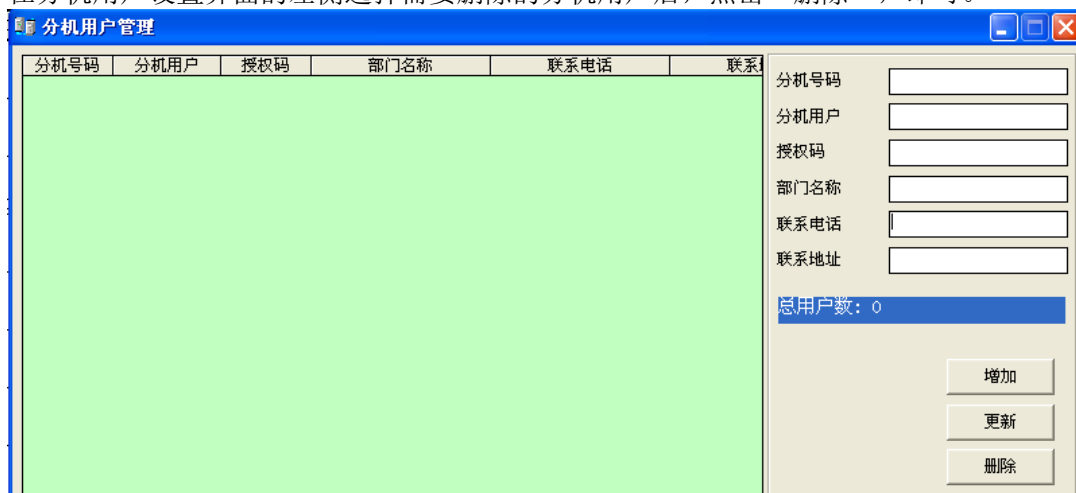 分机用户管理
分机号码 分机用户 授权码 部门名称 联系电话 联系
分机号码
分机用户
授权码
部门名称
联系电话
联系地址
总用户数: 0
增加
更新
删除